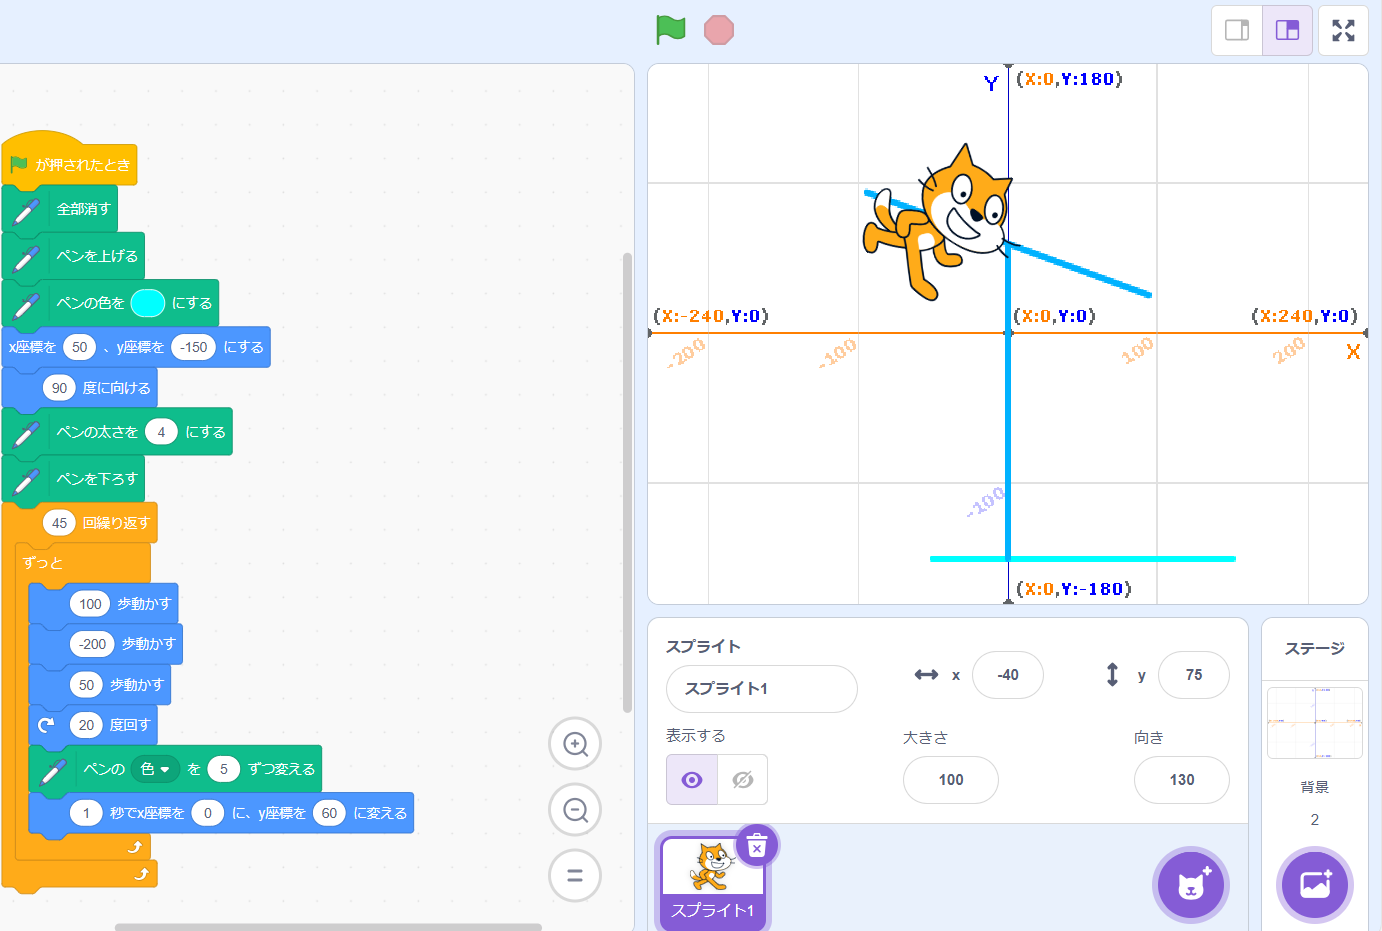 が押されたとき
全部消す
ペンを上げる
ペンの色を にする
x座標を 50 、y座標を -150 にする
90 度に向ける
ペンの太さを 4 にする
ペンを下ろす
45 回繰り返す
ずっと
100 歩動かす
-200 歩動かす
50 歩動かす
20 度回す
ペンの 色 を 5 ずつ変える
1 秒でx座標を 0 に、y座標を 60 に変える
Y (X:0,Y:180)
(X:-240,Y:0) (X:0,Y:0) (X:240,Y:0)
-200 -100 100 200 X
-100
(X:0,Y:-180)
スプライト
スプライト1 x -40 y 75
表示する 大きさ 向き
100 130
スプライト1
ステージ
背景
2